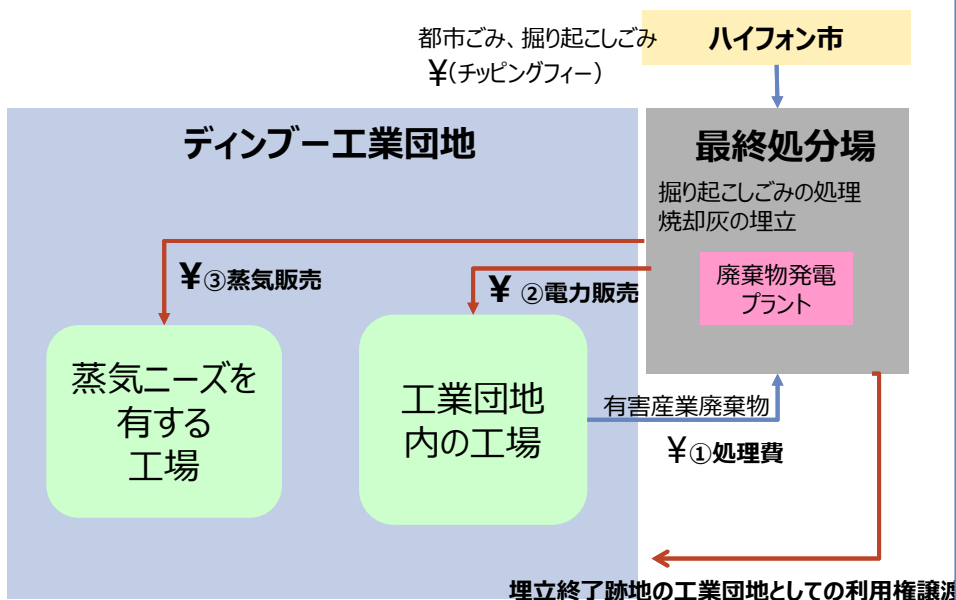 都市ごみ、掘り起こしごみ
¥(チッピングフィー)
ハイフォン市
ディンブー工業団地
最終処分場
掘り起こしごみの処理
焼却灰の埋立
廃棄物発電
プラント
¥③蒸気販売
¥ ②電力販売
蒸気ニーズを
有する
工場
工業団地
内の工場
有害産業廃棄物
¥①処理費
埋立終了跡地の工業団地としての利用権譲渡